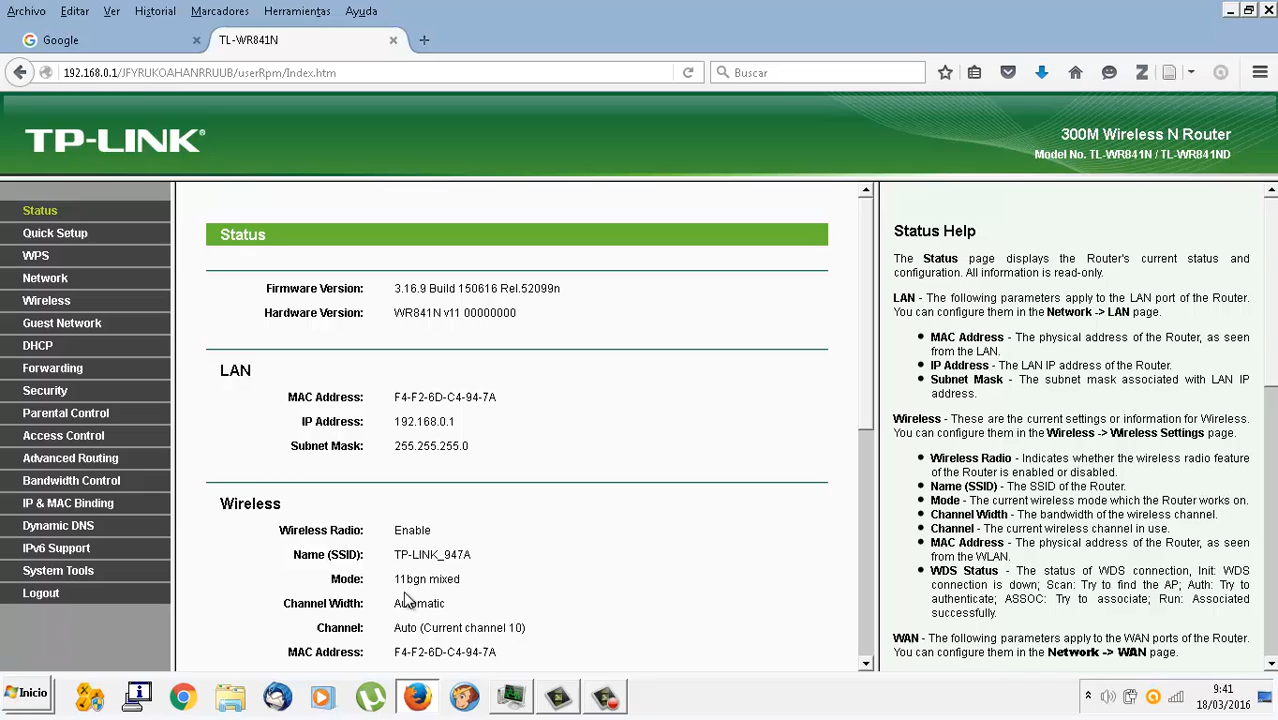 Archivo Editar Ver Historial Marcadores Herramientas Ayuda
Google
TL-WR841N
192.168.0.1/JFYRUKOAHANRRUUB/userRpm/Index.htm
Buscar
TP-LINK®
300M Wireless N Router
Model No. TL-WR841N / TL-WR841ND
Status
Quick Setup
WPS
Network
Wireless
Guest Network
DHCP
Forwarding
Security
Parental Control
Access Control
Advanced Routing
Bandwidth Control
IP & MAC Binding
Dynamic DNS
IPv6 Support
System Tools
Logout
Status
Firmware Version: 3.16.9 Build 150616 Rel.52099n
Hardware Version: WR841N v11 00000000
LAN
MAC Address: F4-F2-6D-C4-94-7A
IP Address: 192.168.0.1
Subnet Mask: 255.255.255.0
Wireless
Wireless Radio: Enable
Name (SSID): TP-LINK_947A
Mode: 11bgn mixed
Channel Width: Automatic
Channel: Auto (Current channel 10)
MAC Address: F4-F2-6D-C4-94-7A
Status Help
The Status page displays the Router's current status and
configuration. All information is read-only.
LAN - The following parameters apply to the LAN port of the Router.
You can configure them in the Network -> LAN page.
MAC Address - The physical address of the Router, as seen
from the LAN.
IP Address - The LAN IP address of the Router.
Subnet Mask - The subnet mask associated with LAN IP
address.
Wireless - These are the current settings or information for Wireless.
You can configure them in the Wireless -> Wireless Settings page.
Wireless Radio - Indicates whether the wireless radio feature
of the Router is enabled or disabled.
Name (SSID) - The SSID of the Router.
Mode - The current wireless mode which the Router works on.
Channel Width - The bandwidth of the wireless channel.
Channel - The current wireless channel in use.
MAC Address - The physical address of the Router, as seen
from the WLAN.
WDS Status - The status of WDS connection, Init: WDS
connection is down; Scan: Try to find the AP; Auth: Try to
authenticate; ASSOC: Try to associate; Run: Associated
successfully.
WAN - The following parameters apply to the WAN ports of the Router.
You can configure them in the Network -> WAN page.
Inicio
9:41
18/03/2016